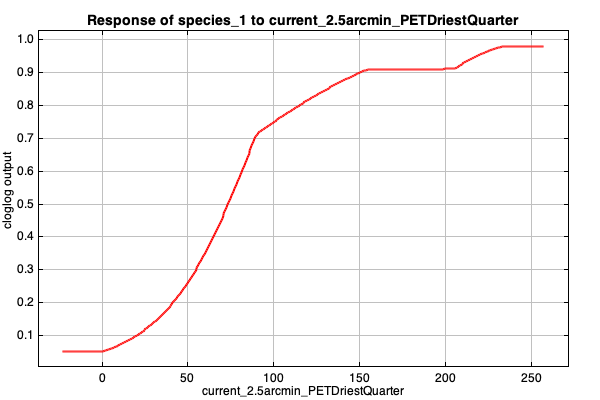 Response of species_1 to current_2.5arcmin_PETDriestQuarter
1.0
0.9
0.8
0.7
0.6
0.5
0.4
0.3
0.2
0.1
cloglog output
0 50 100 150 200 250
current_2.5arcmin_PETDriestQuarter